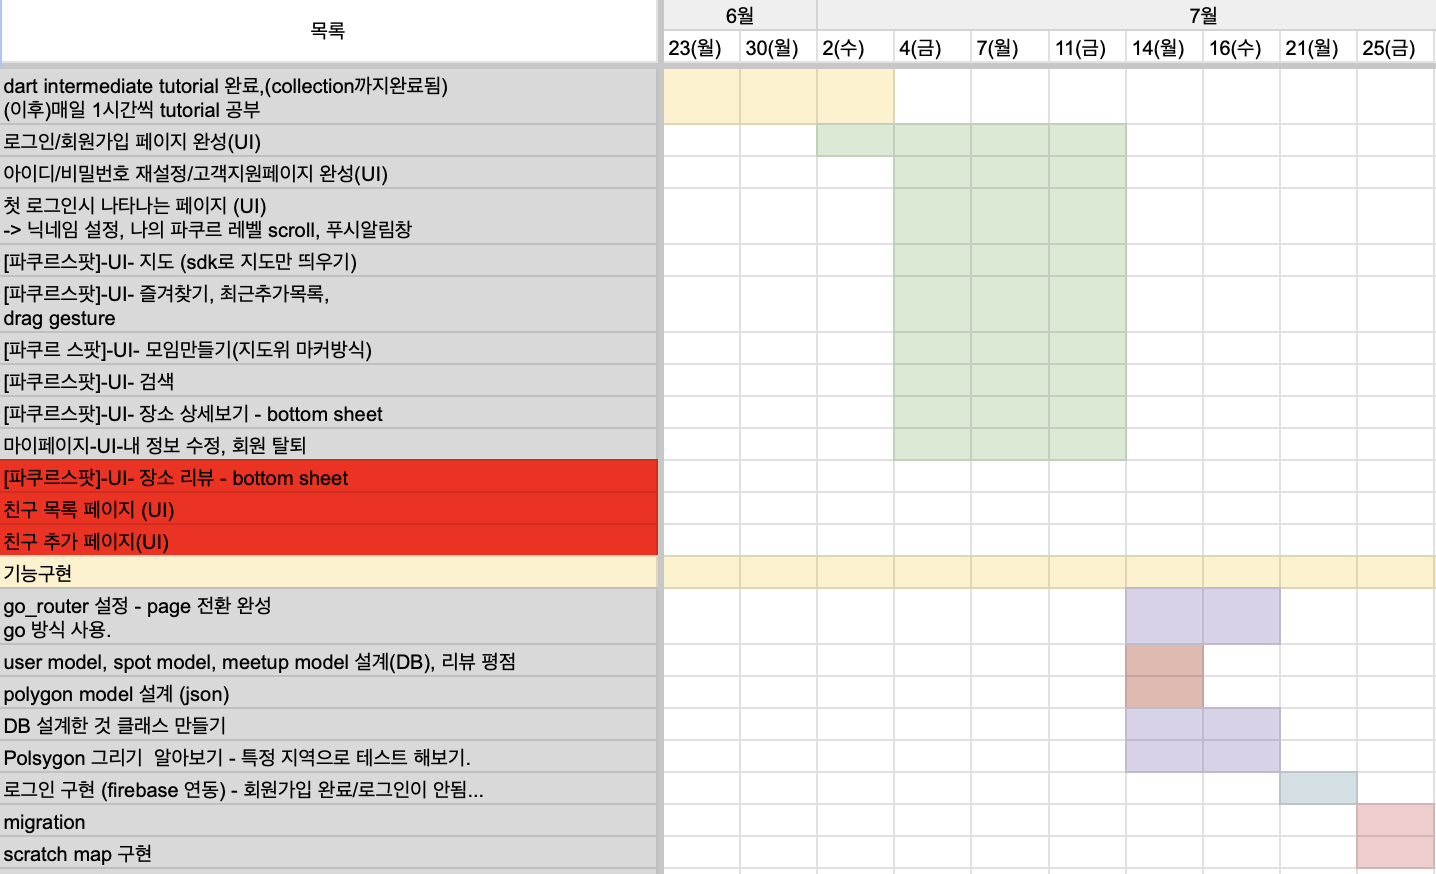 목록
6월
7월
23(월)
30(월)
2(수)
4(금)
7(월)
11(금)
14(월)
16(수)
21(월)
25(금)
dart intermediate tutorial 완료,(collection까지완료됨)
(이후)매일 1시간씩 tutorial 공부
로그인/회원가입 페이지 완성(UI)
아이디/비밀번호 재설정/고객지원페이지 완성(UI)
첫 로그인시 나타나는 페이지 (UI)
-> 닉네임 설정, 나의 파쿠르 레벨 scroll, 푸시알림창
[파쿠르스팟]-UI- 지도 (sdk로 지도만 띄우기)
[파쿠르스팟]-UI- 즐겨찾기, 최근추가목록,
drag gesture
[파쿠르 스팟]-UI- 모임만들기(지도위 마커방식)
[파쿠르스팟]-UI- 검색
[파쿠르스팟]-UI- 장소 상세보기 - bottom sheet
마이페이지-UI-내 정보 수정, 회원 탈퇴
[파쿠르스팟]-UI- 장소 리뷰 - bottom sheet
친구 목록 페이지 (UI)
친구 추가 페이지(UI)
기능구현
go_router 설정 - page 전환 완성
go 방식 사용.
user model, spot model, meetup model 설계(DB), 리뷰 평점
polygon model 설계 (json)
DB 설계한 것 클래스 만들기
Polsygon 그리기  알아보기 - 특정 지역으로 테스트 해보기.
로그인 구현 (firebase 연동) - 회원가입 완료/로그인이 안됨...
migration
scratch map 구현